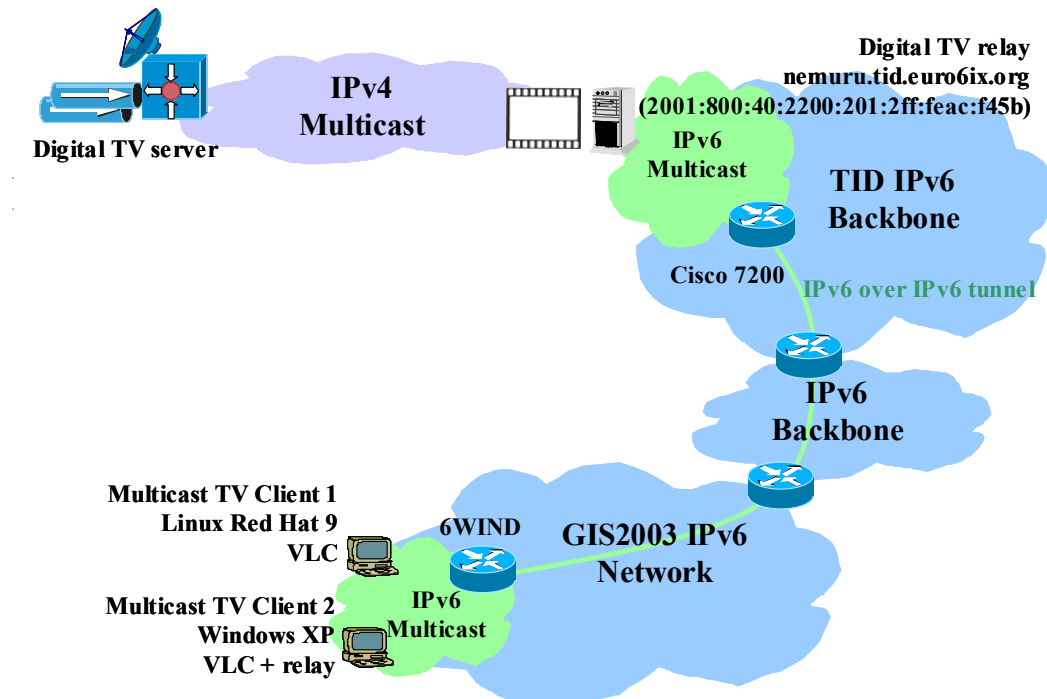 Digital TV server
IPv4
Multicast
Digital TV relay
nemuru.tid.euro6ix.org
(2001:800:40:2200:201:2ff:feac:f45b)
IPv6
Multicast
TID IPv6
Backbone
Cisco 7200
IPv6 over IPv6 tunnel
IPv6
Backbone
Multicast TV Client 1
Linux Red Hat 9
VLC
6WIND
GIS2003 IPv6
Network
Multicast TV Client 2
Windows XP
VLC + relay
IPv6
Multicast